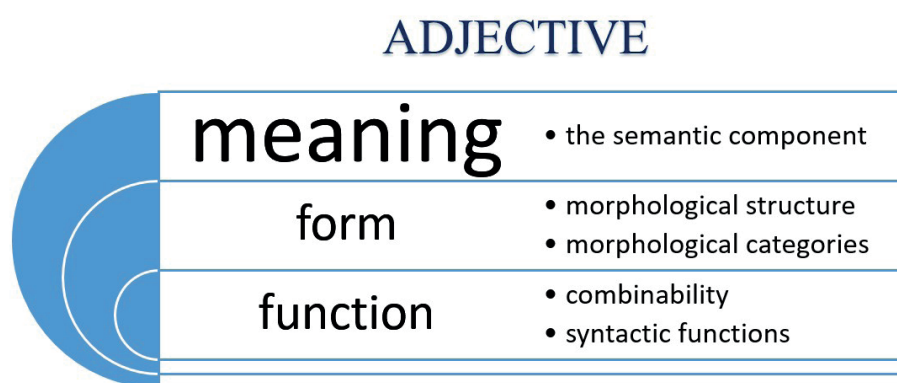 ADJECTIVE
meaning
• the semantic component
form
• morphological structure
• morphological categories
function
• combinability
• syntactic functions